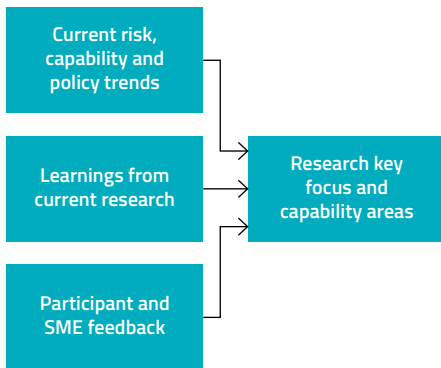 Current risk,
capability and
policy trends
Learnings from
current research
Participant and
SME feedback
Research key
focus and
capability areas